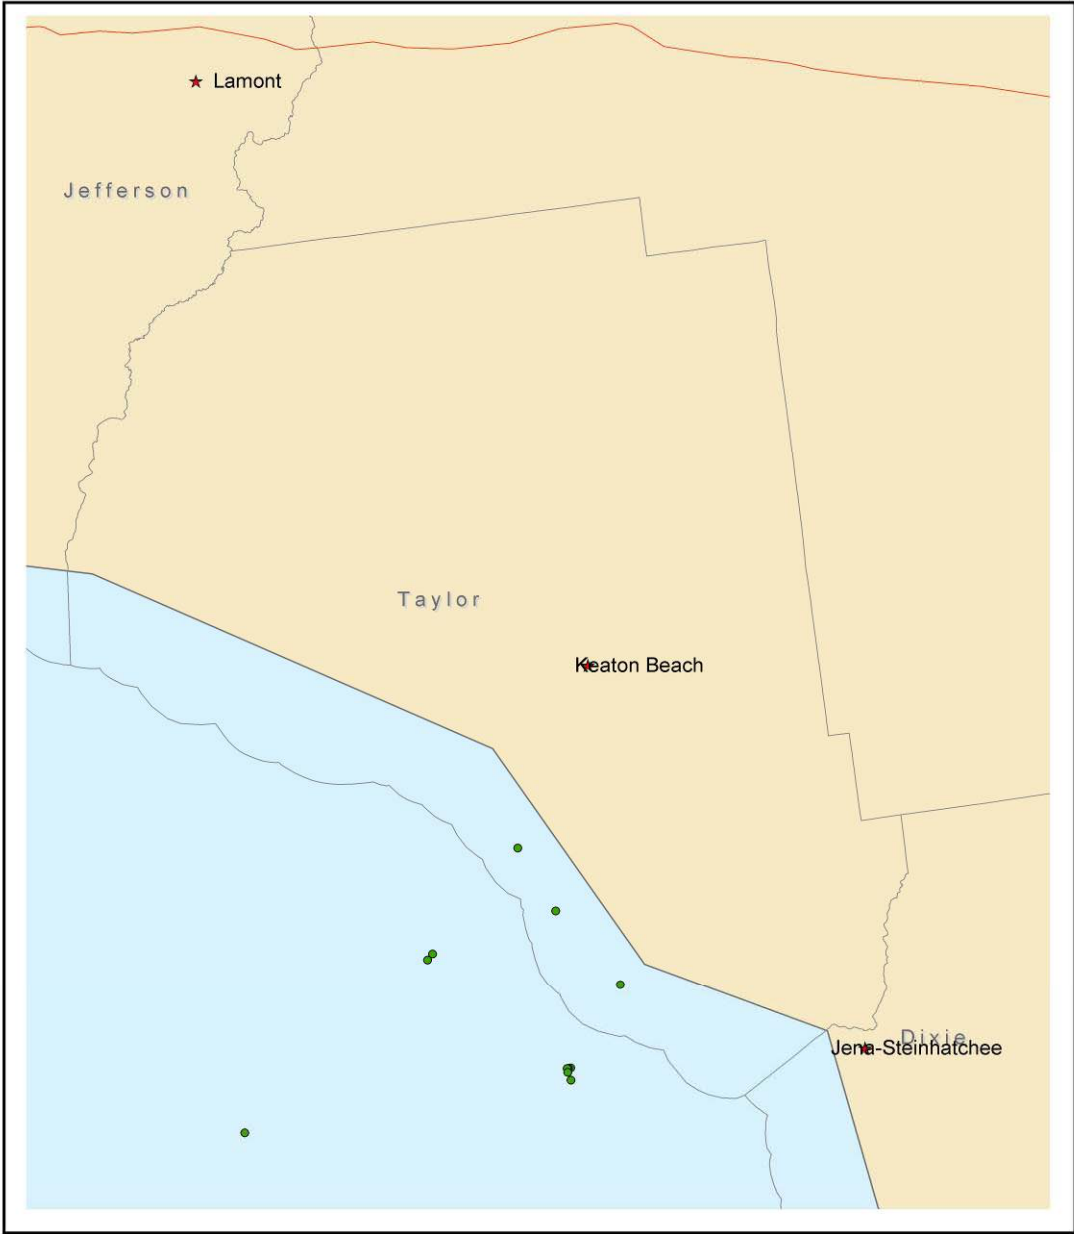 Lamont
Jefferson
Taylor
Keaton Beach
Dixie
Jena-Steinhatchee